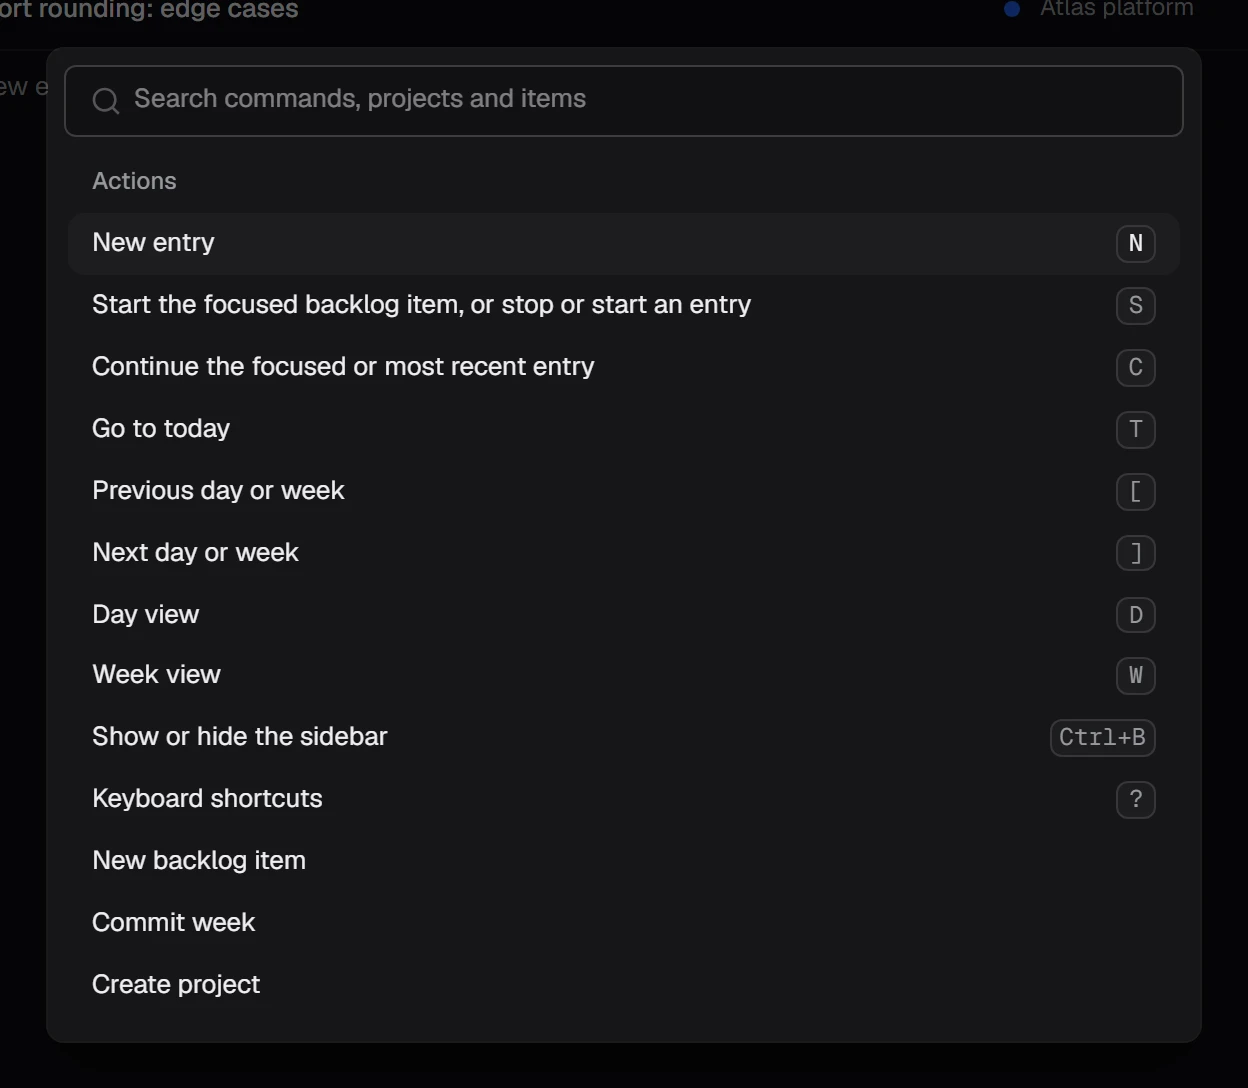 ort rounding: edge cases
Atlas platform
ew e
Search commands, projects and items
Actions
New entry N
Start the focused backlog item, or stop or start an entry S
Continue the focused or most recent entry C
Go to today T
Previous day or week [
Next day or week ]
Day view D
Week view W
Show or hide the sidebar Ctrl+B
Keyboard shortcuts ?
New backlog item
Commit week
Create project